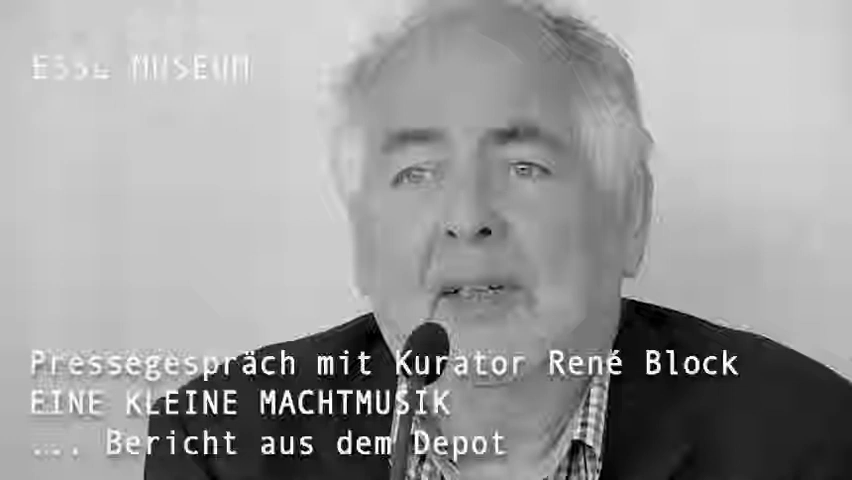 ESSL MUSEUM
Pressegespräch mit Kurator René Block
EINE KLEINE MACHTMUSIK
.... Bericht aus dem Depot